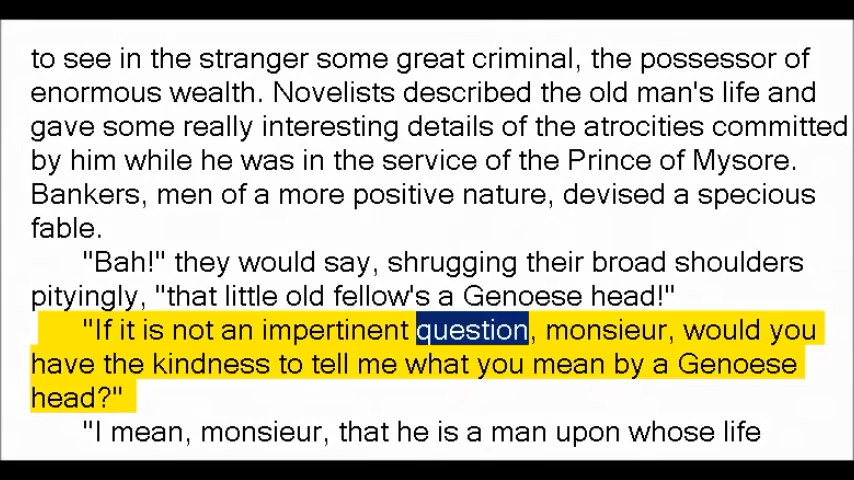 to see in the stranger some great criminal, the possessor of
enormous wealth. Novelists described the old man's life and
gave some really interesting details of the atrocities committed
by him while he was in the service of the Prince of Mysore.
Bankers, men of a more positive nature, devised a specious
fable.
"Bah!" they would say, shrugging their broad shoulders
pityingly, "that little old fellow's a Genoese head!"
"If it is not an impertinent question, monsieur, would you
have the kindness to tell me what you mean by a Genoese
head?"
"I mean, monsieur, that he is a man upon whose life